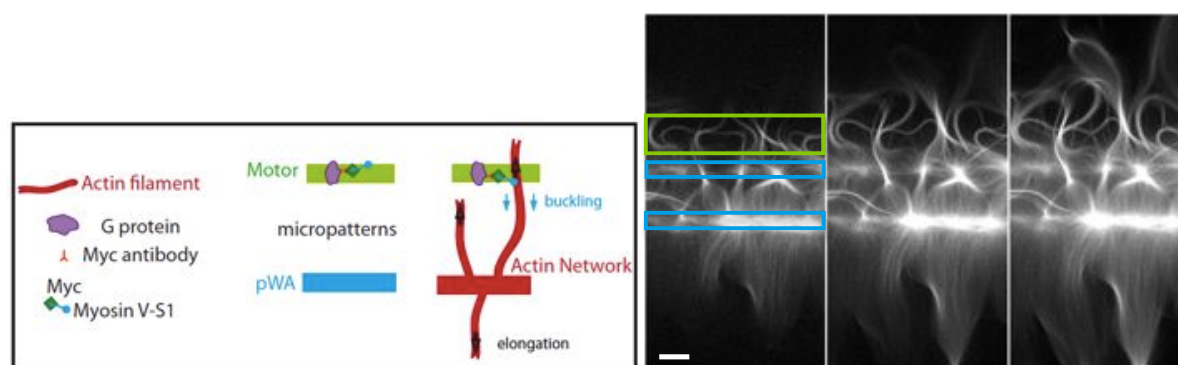 Actin filament
G protein
Myc antibody
Myc
Myosin V-S1
Motor
micropatterns
pWA
buckling
Actin Network
elongation